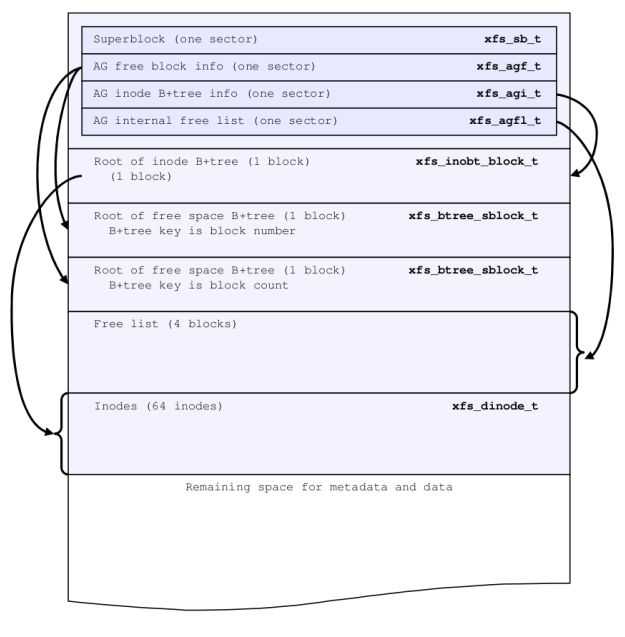 Superblock (one sector) xfs_sb_t
AG free block info (one sector) xfs_agf_t
AG inode B+tree info (one sector) xfs_agi_t
AG internal free list (one sector) xfs_agfl_t
Root of inode B+tree (1 block) xfs_inobt_block_t
(1 block)
Root of free space B+tree (1 block) xfs_btree_sblock_t
B+tree key is block number
Root of free space B+tree (1 block) xfs_btree_sblock_t
B+tree key is block count
Free list (4 blocks)
Inodes (64 inodes) xfs_dinode_t
Remaining space for metadata and data